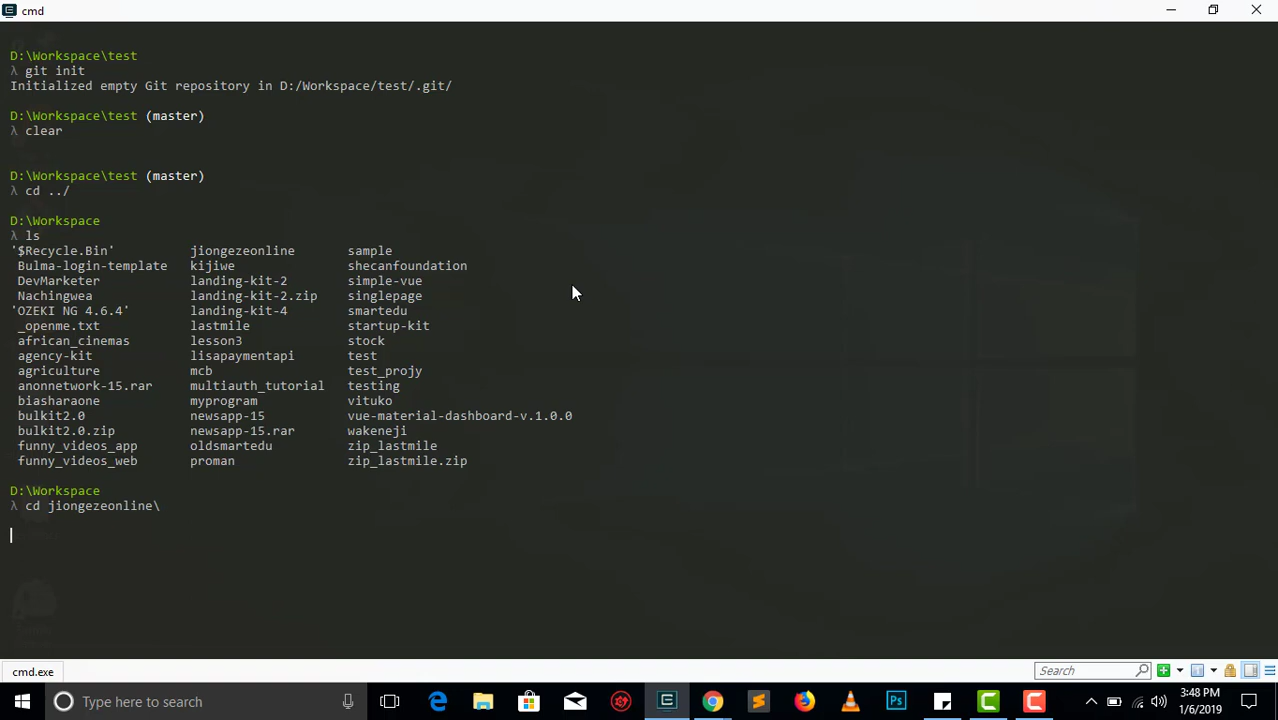 cmd
D:\Workspace\test
λ git init
Initialized empty Git repository in D:/Workspace/test/.git/
D:\Workspace\test (master)
λ clear
D:\Workspace\test (master)
λ cd ../
D:\Workspace
λ ls
'$Recycle.Bin' jiongezeonline sample
Bulma-login-template kijiwe shecanfoundation
DevMarketer landing-kit-2 simple-vue
Nachingwea landing-kit-2.zip singlepage
'OZEKI NG 4.6.4' landing-kit-4 smartedu
_openme.txt lastmile startup-kit
african_cinemas lesson3 stock
agency-kit lisapaymentapi test
agriculture mcb test_projy
anonnetwork-15.rar multiauth_tutorial testing
biasharaone myprogram vituko
bulkit2.0 newsapp-15 vue-material-dashboard-v.1.0.0
bulkit2.0.zip newsapp-15.rar wakeneji
funny_videos_app oldsmartedu zip_lastmile
funny_videos_web proman zip_lastmile.zip
D:\Workspace
λ cd jiongezeonline\
cmd.exe
Search
Type here to search
Ps
3:48 PM
1/6/2019